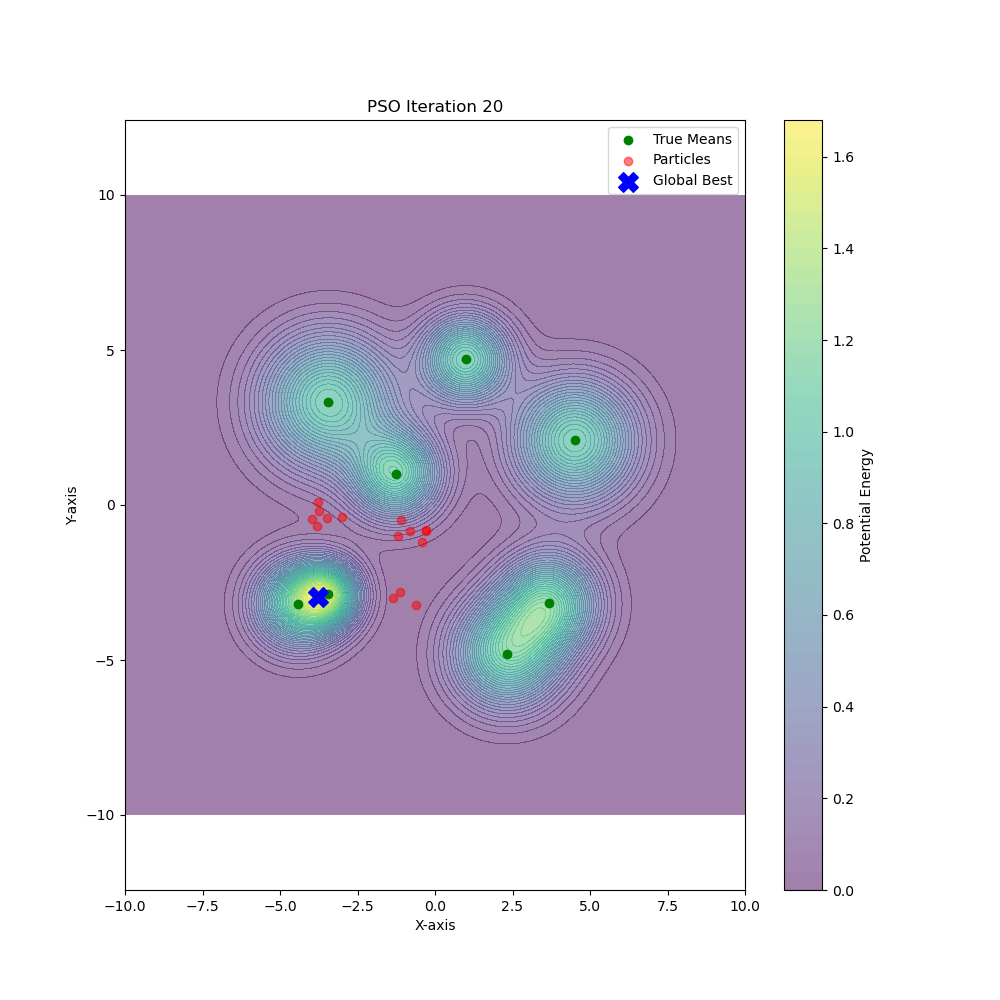 PSO Iteration 20
True Means
Particles
Global Best
10
5
0
−5
−10
Y-axis
−10.0 −7.5 −5.0 −2.5 0.0 2.5 5.0 7.5 10.0
X-axis
1.6
1.4
1.2
1.0
0.8
0.6
0.4
0.2
0.0
Potential Energy